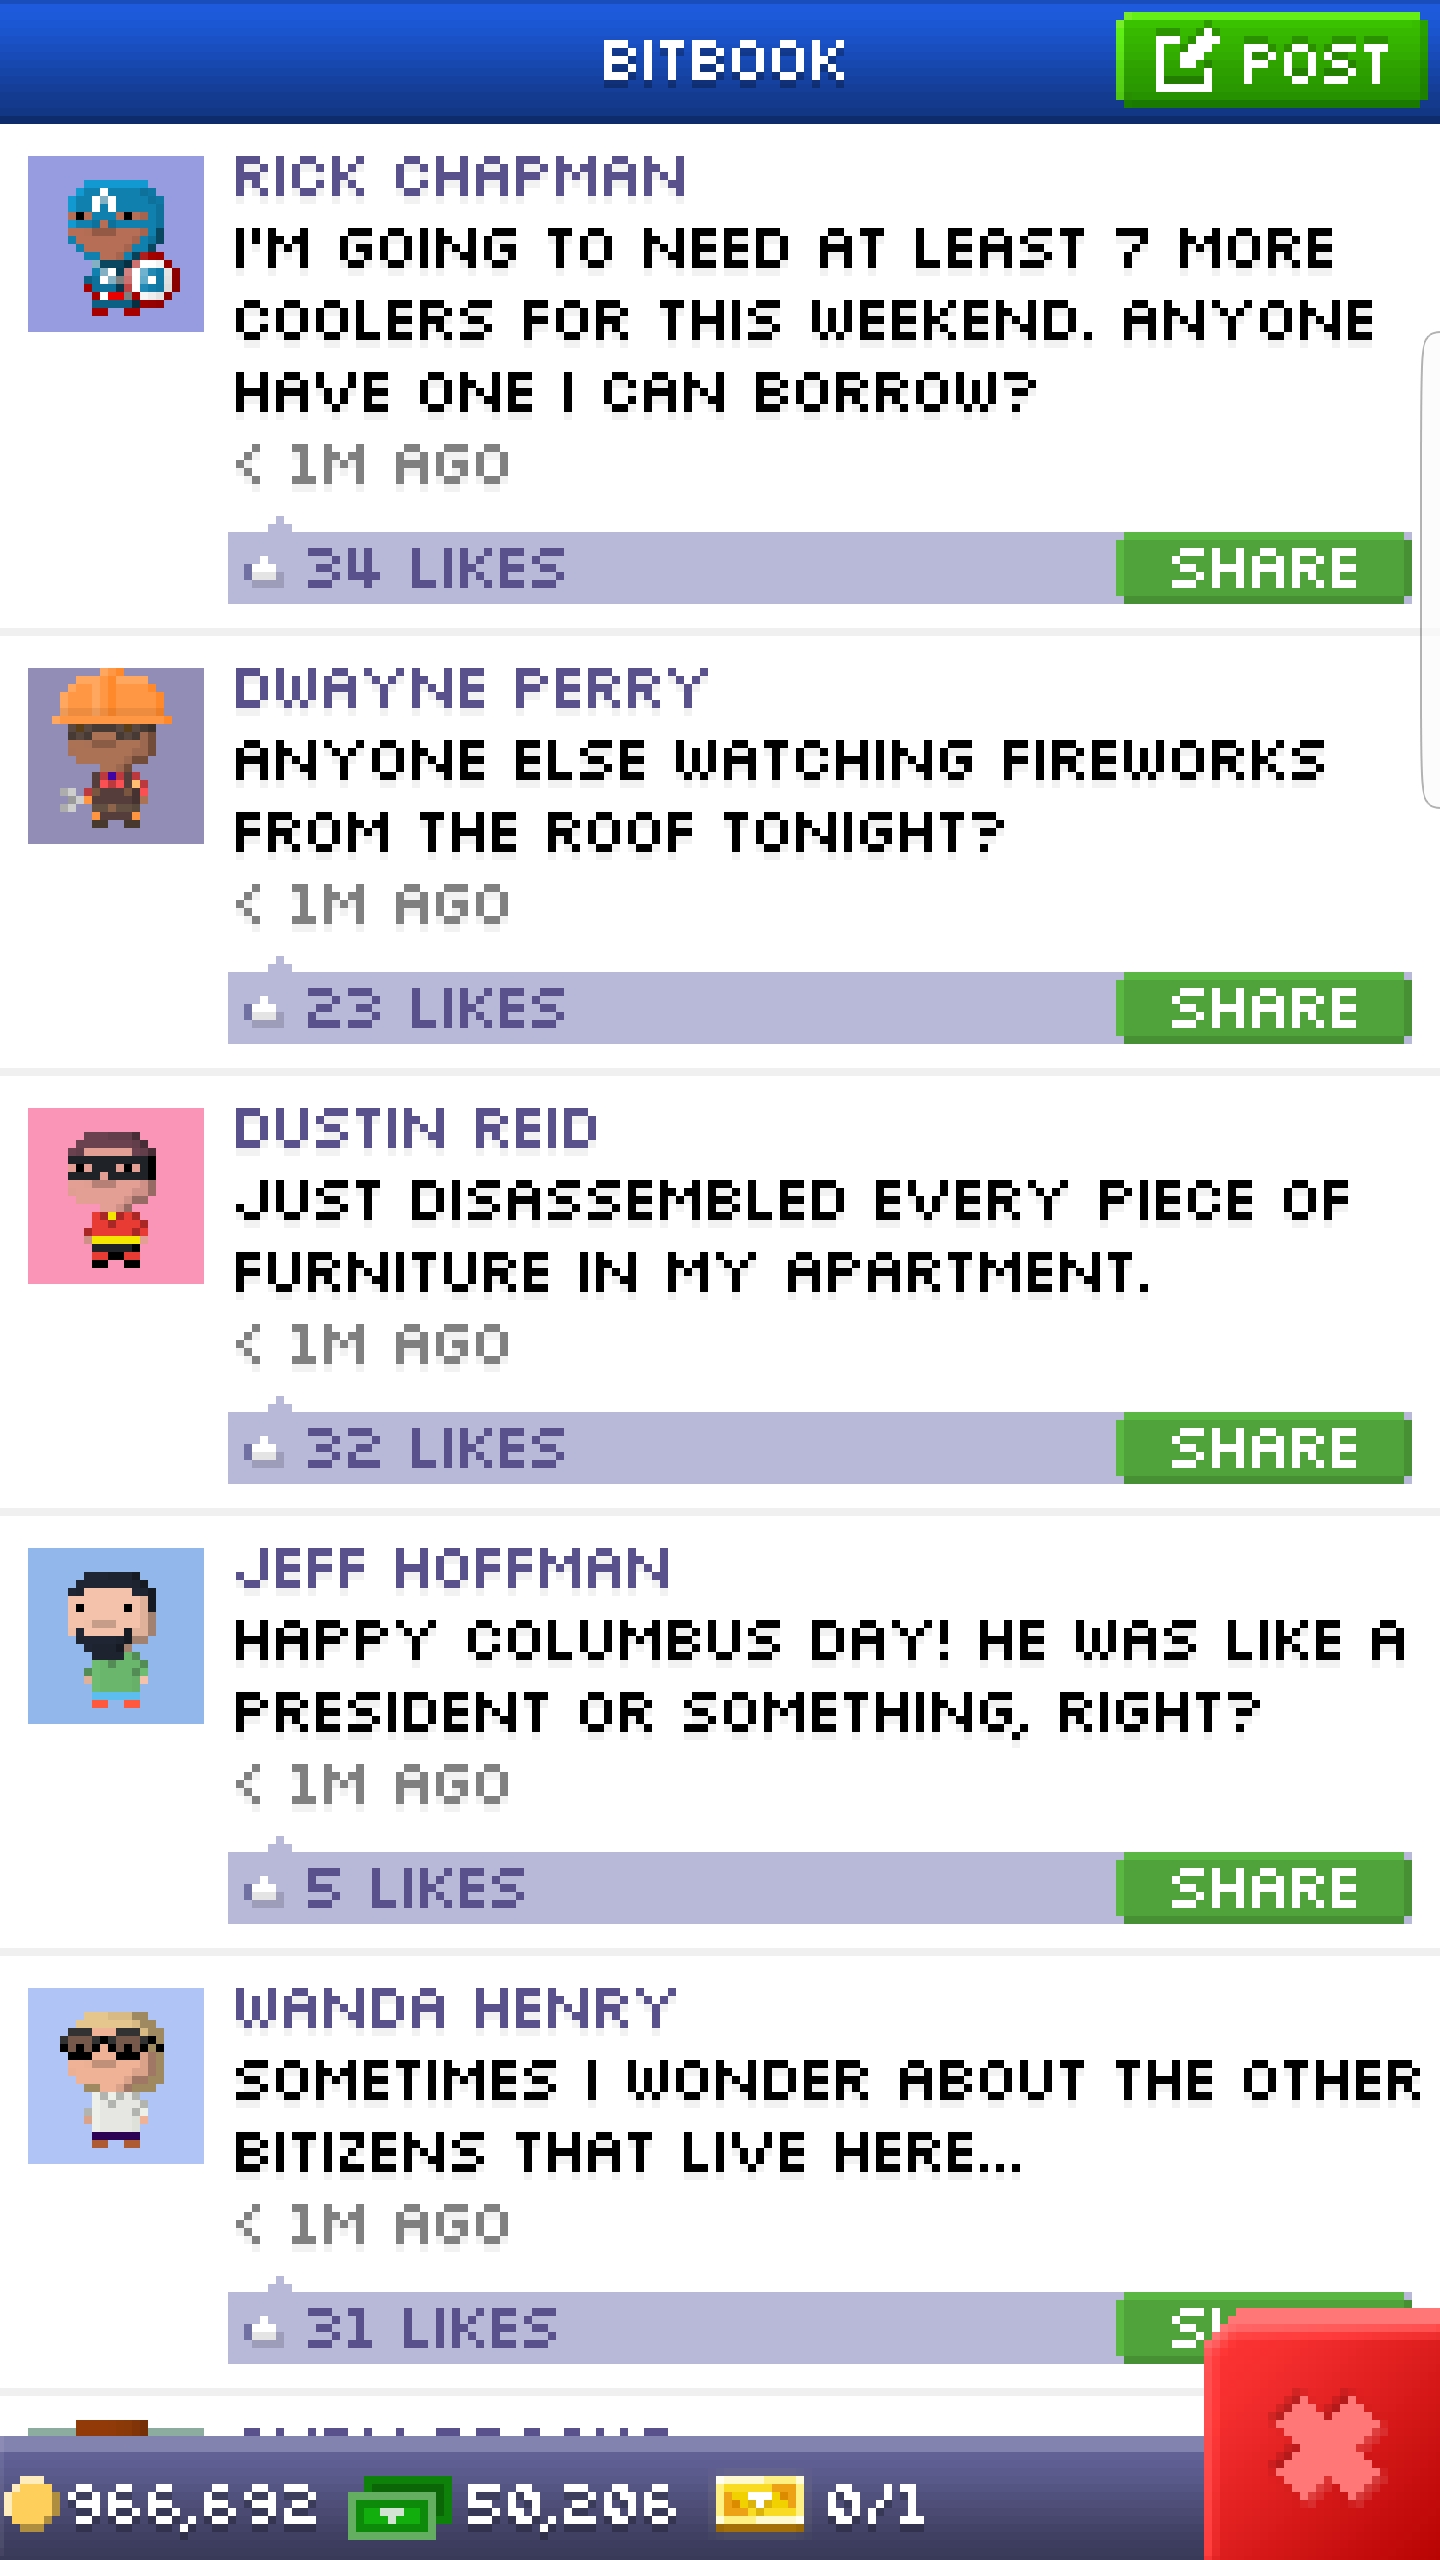 BITBOOK
POST
RICK CHAPMAN
I'M GOING TO NEED AT LEAST 7 MORE
COOLERS FOR THIS WEEKEND. ANYONE
HAVE ONE I CAN BORROW?
< 1M AGO
34 LIKES
SHARE
DWAYNE PERRY
ANYONE ELSE WATCHING FIREWORKS
FROM THE ROOF TONIGHT?
< 1M AGO
23 LIKES
SHARE
DUSTIN REID
JUST DISASSEMBLED EVERY PIECE OF
FURNITURE IN MY APARTMENT.
< 1M AGO
32 LIKES
SHARE
JEFF HOFFMAN
HAPPY COLUMBUS DAY! HE WAS LIKE A
PRESIDENT OR SOMETHING, RIGHT?
< 1M AGO
5 LIKES
SHARE
WANDA HENRY
SOMETIMES I WONDER ABOUT THE OTHER
BITIZENS THAT LIVE HERE...
< 1M AGO
31 LIKES
966,692
50,206
0/1